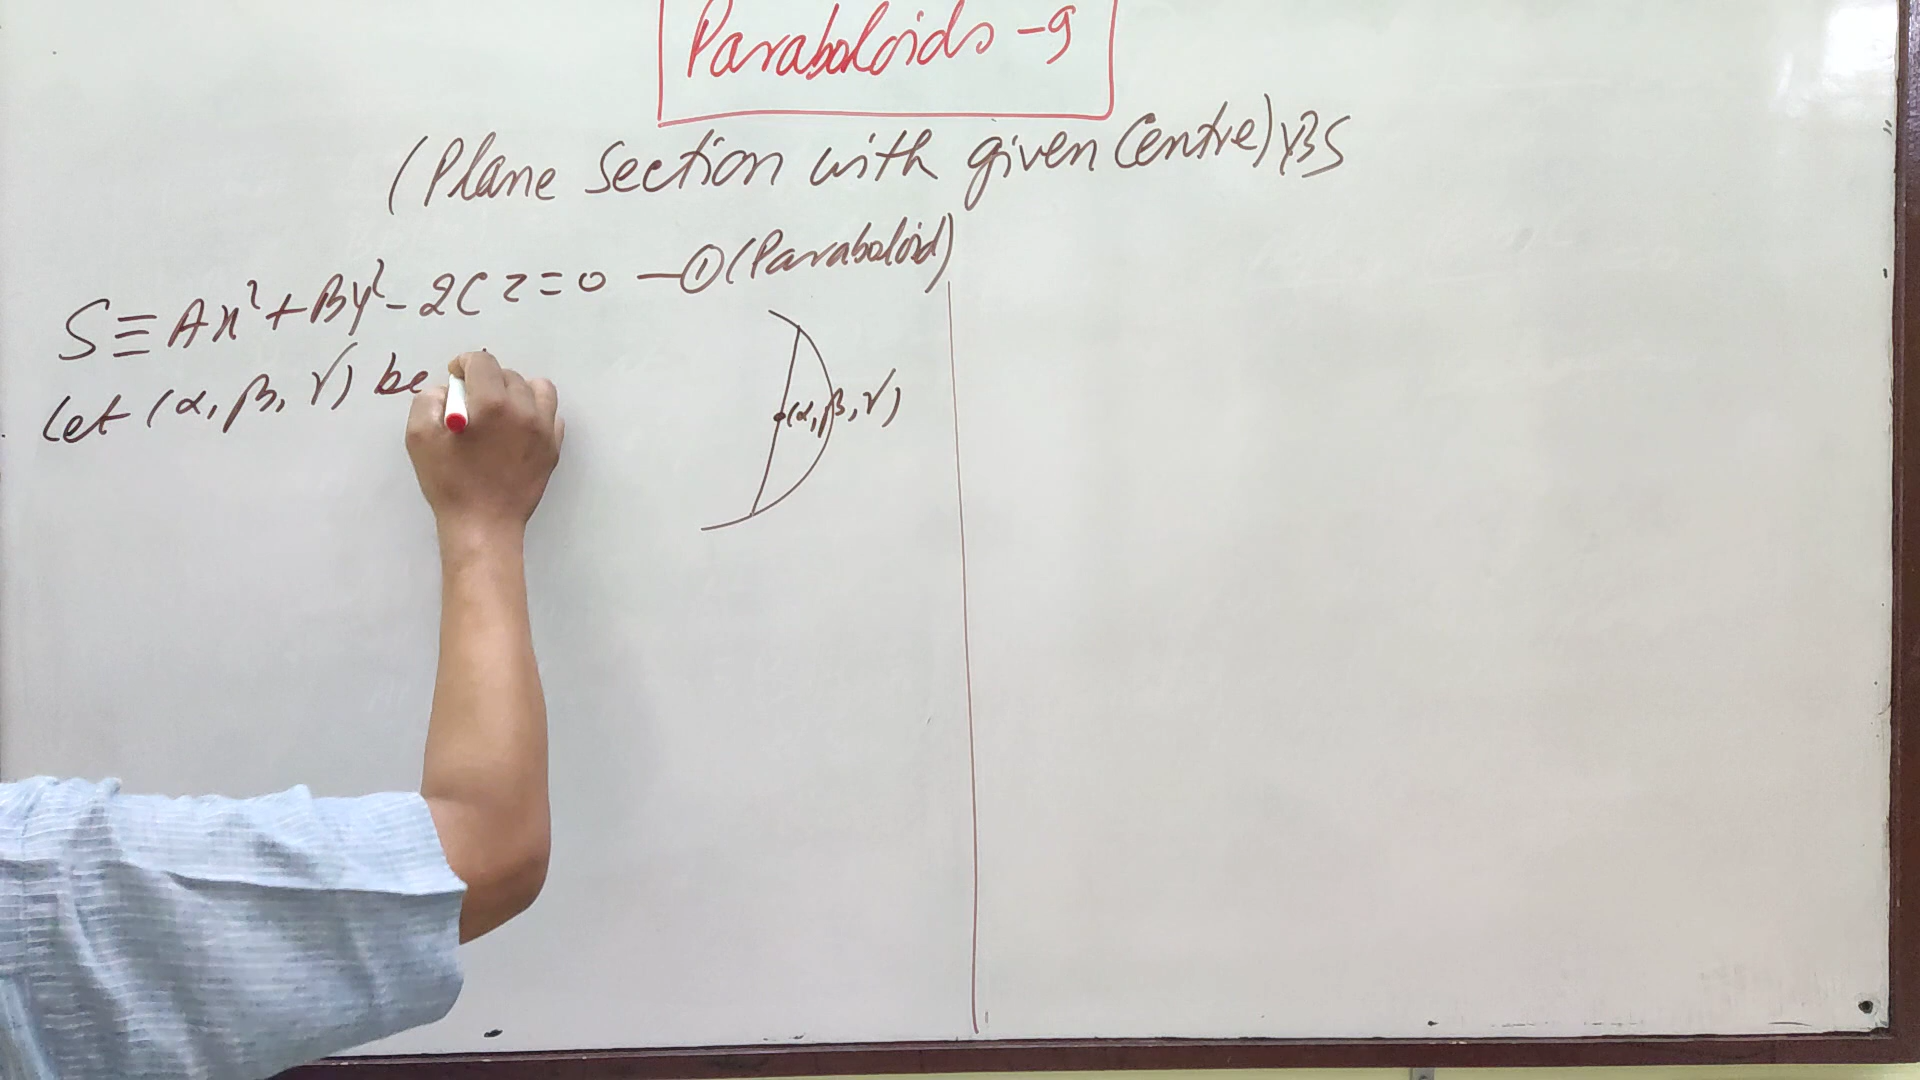 Paraboloids -9
(Plane section with given Centre) YBS
S ≡ Ax² + By² - 2Cz = 0 —① (Paraboloid)
Let (α, β, γ) be
(α, β, γ)